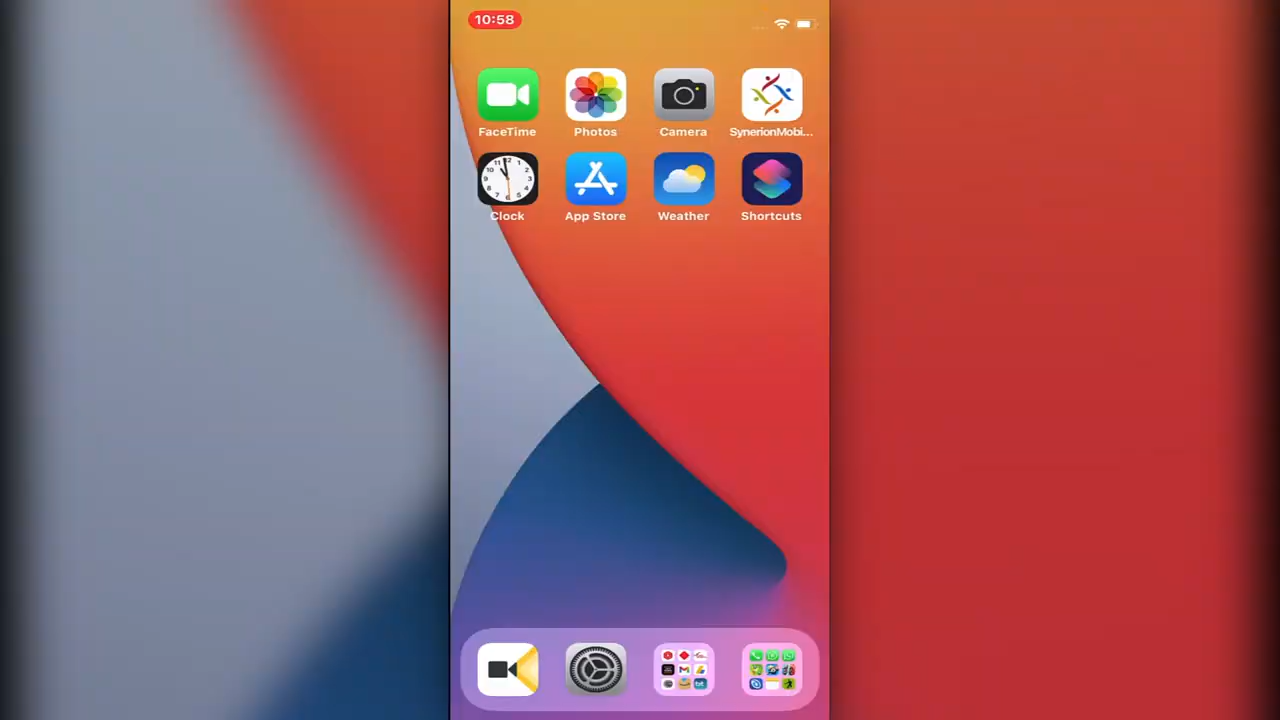 10:58
FaceTime
Photos
Camera
SynerionMobi...
Clock
App Store
Weather
Shortcuts